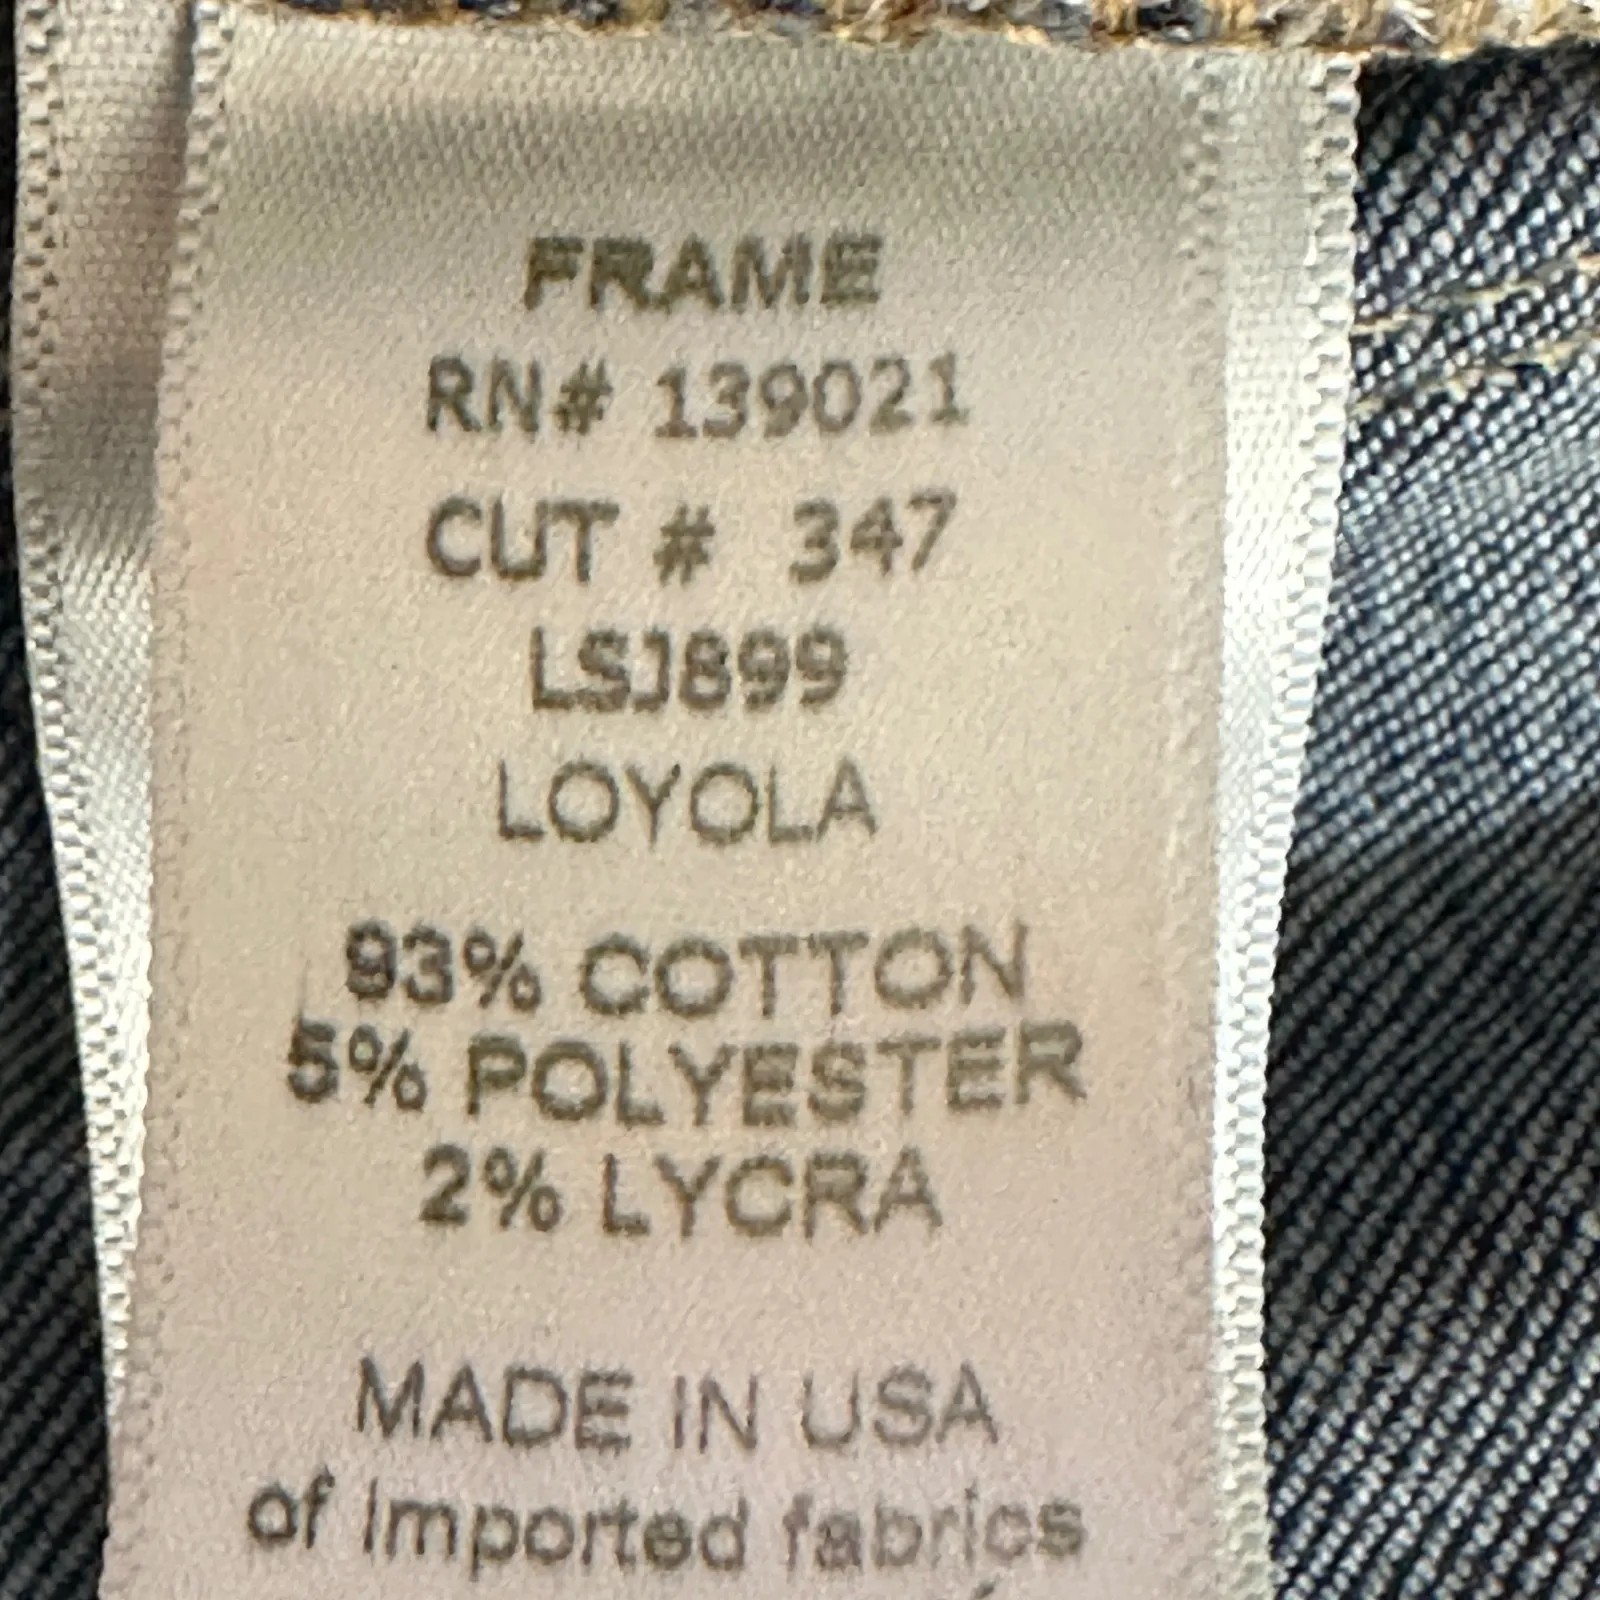 FRAME
RN# 139021
CUT # 347
LSJ899
LOYOLA
93% COTTON
5% POLYESTER
2% LYCRA
MADE IN USA
of imported fabrics